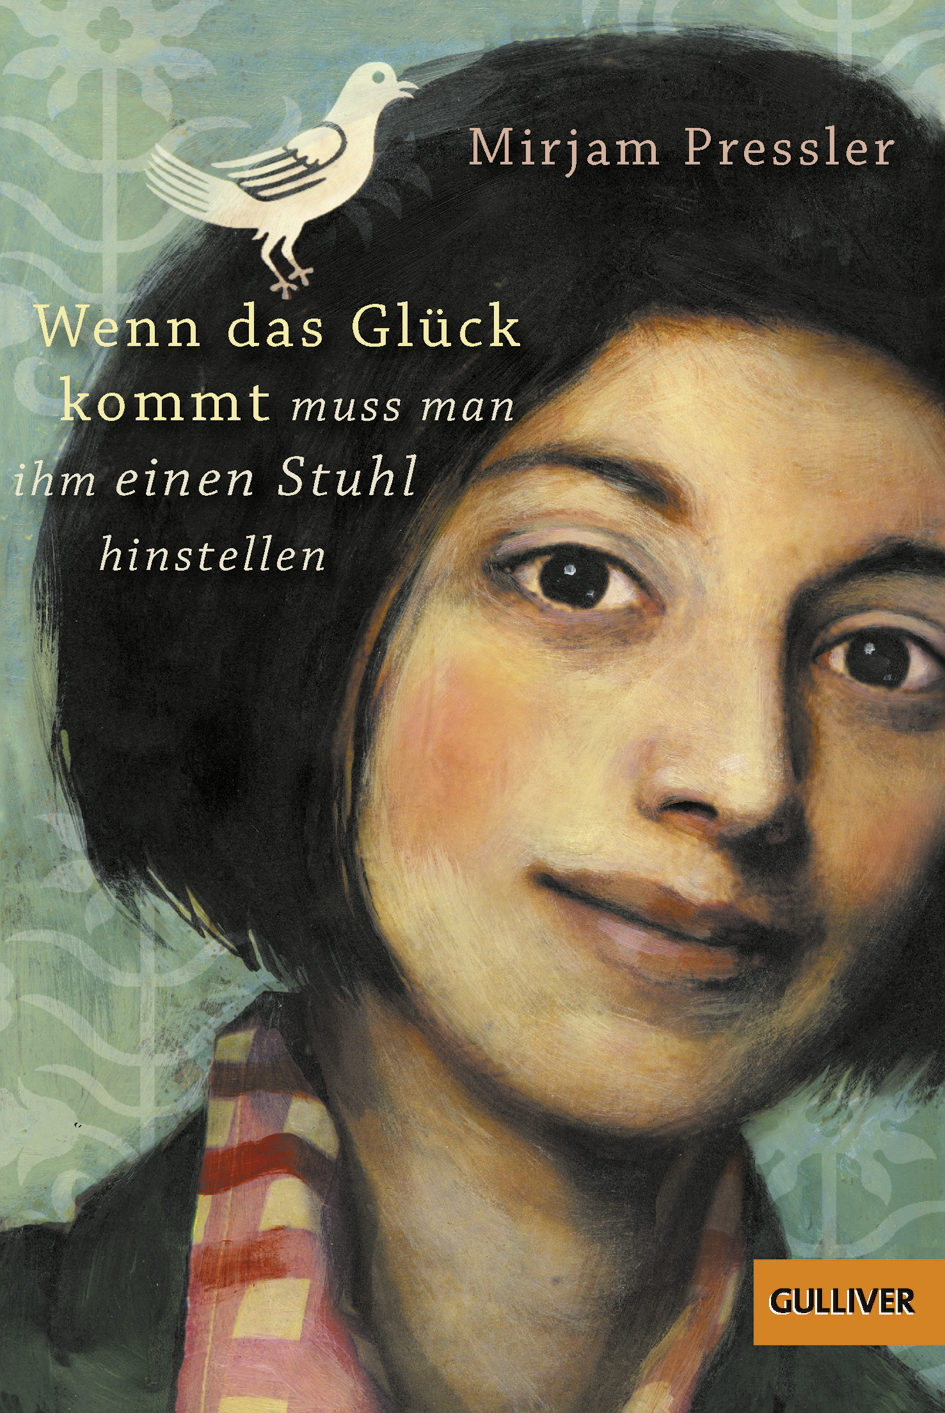 Mirjam Pressler
Wenn das Glück
kommt muss man
ihm einen Stuhl
hinstellen
GULLIVER